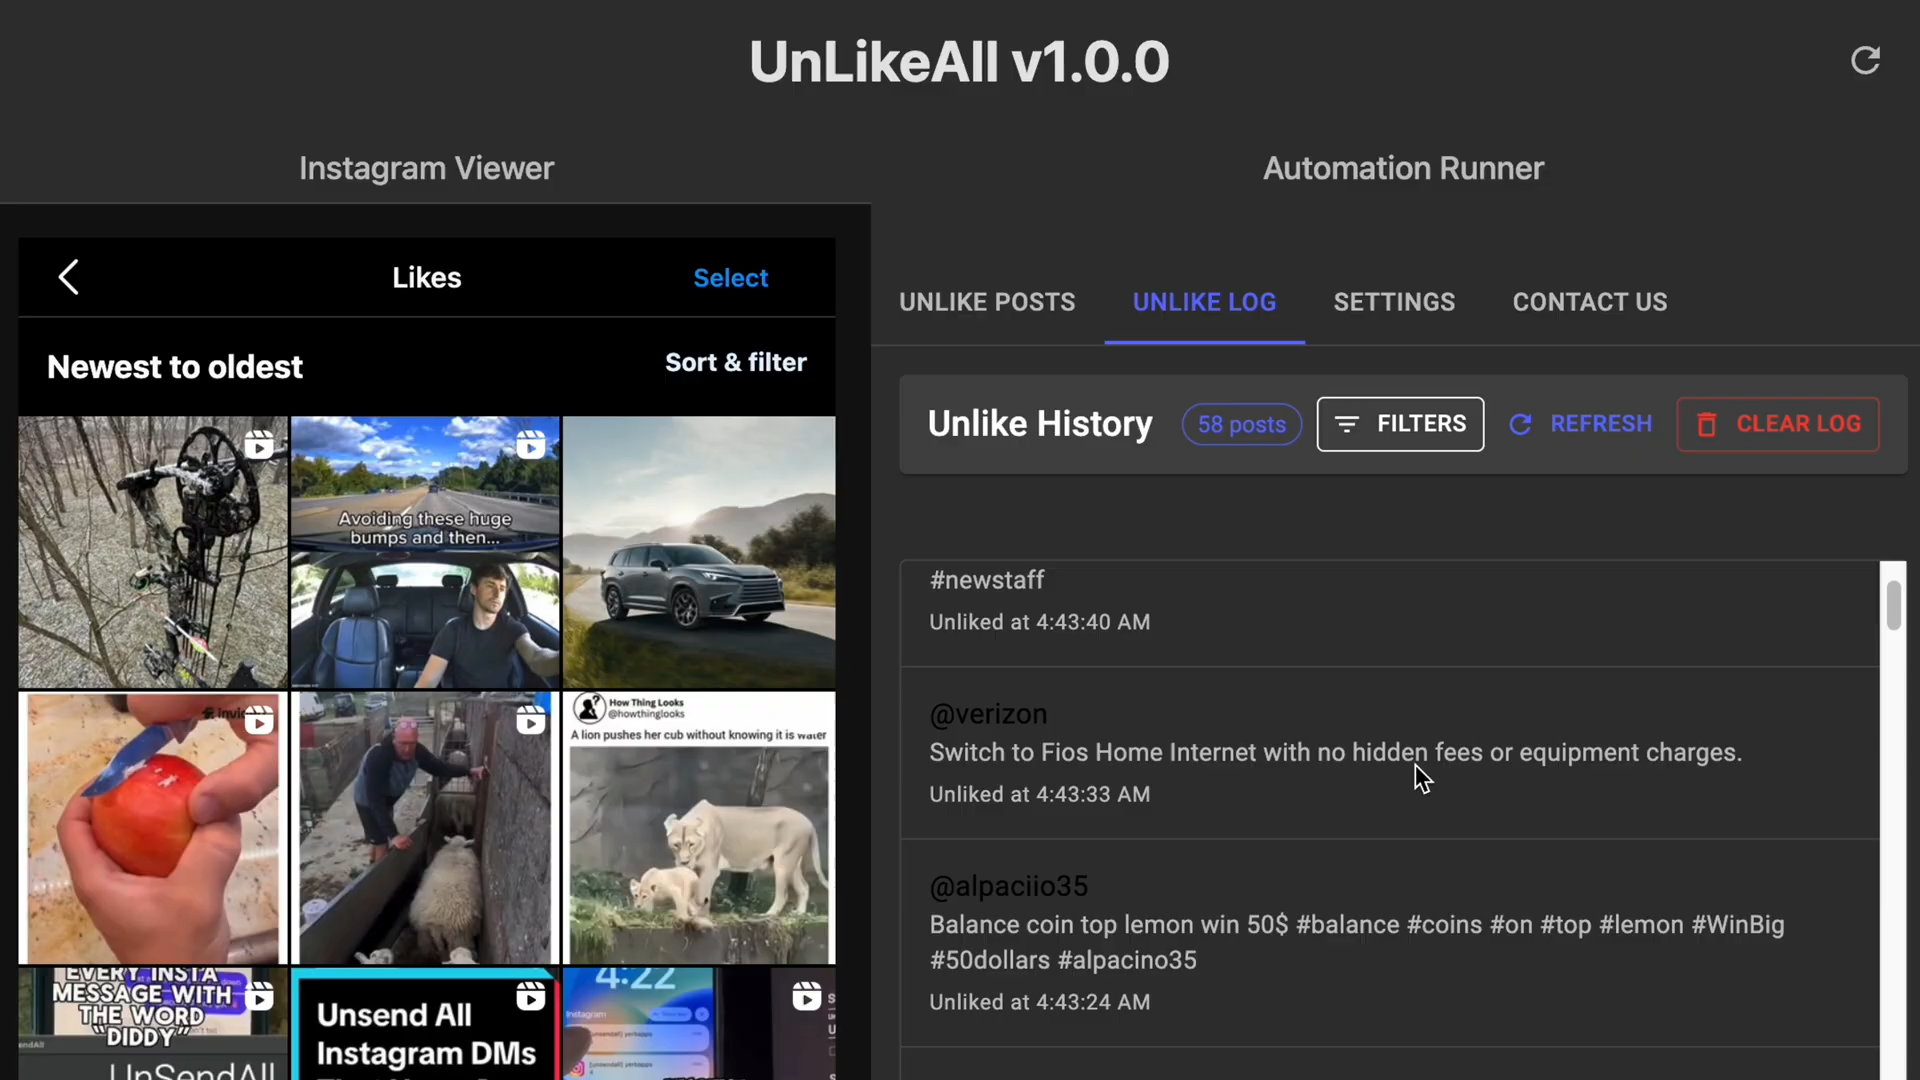 UnLikeAll v1.0.0
Instagram Viewer
Automation Runner
Likes
Select
Newest to oldest
Sort & filter
Avoiding these huge
bumps and then...
How Thing Looks
@howthinglooks
A lion pushes her cub without knowing it is water
EVERY INSTA
MESSAGE WITH
THE WORD
"DIDDY"
UnSendAll
Unsend All
Instagram DMs
4:22
Instagram
UNLIKE POSTS
UNLIKE LOG
SETTINGS
CONTACT US
Unlike History
58 posts
FILTERS
REFRESH
CLEAR LOG
#newstaff
Unliked at 4:43:40 AM
@verizon
Switch to Fios Home Internet with no hidden fees or equipment charges.
Unliked at 4:43:33 AM
@alpaciio35
Balance coin top lemon win 50$ #balance #coins #on #top #lemon #WinBig
#50dollars #alpacino35
Unliked at 4:43:24 AM